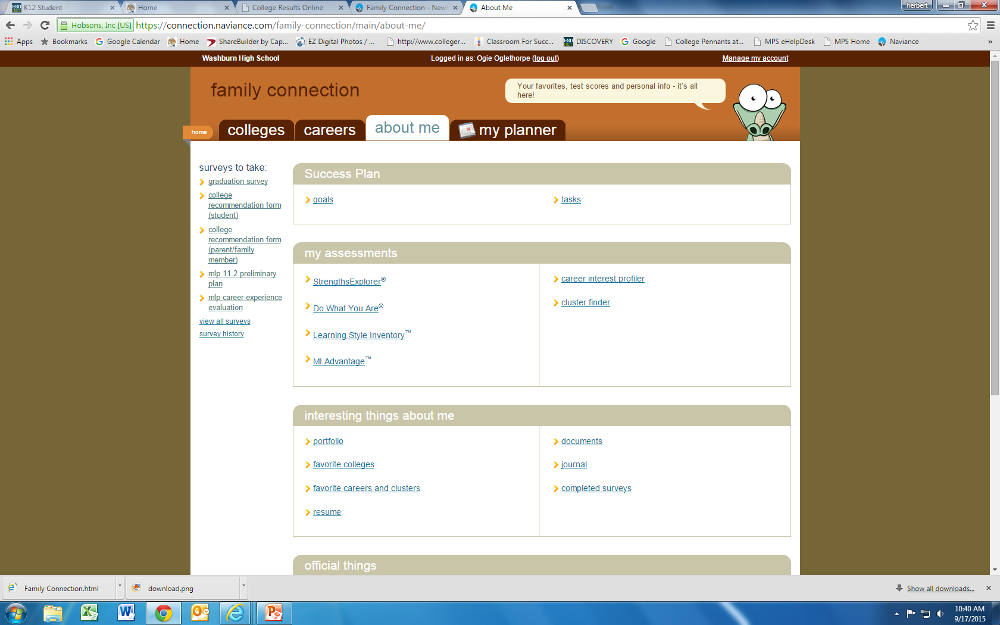 K12 Student
Home
College Results Online
Family Connection - News
About Me
herbert
Hobsons, Inc [US]
https://connection.naviance.com/family-connection/main/about-me/
Apps
Bookmarks
Google Calendar
Home
ShareBuilder by Cap...
EZ Digital Photos / ...
http://www.colleger...
Classroom For Succ...
DISCOVERY
Google
College Pennants at...
MPS eHelpDesk
MPS Home
Naviance
»
Washburn High School
Logged in as: Ogie Oglethorpe (log out)
Manage my account
family connection
Your favorites, test scores and personal info - it's all
here!
home
colleges
careers
about me
my planner
surveys to take:
graduation survey
college
recommendation form
(student)
college
recommendation form
(parent/family
member)
mlp 11.2 preliminary
plan
mlp career experience
evaluation
view all surveys
survey history
Success Plan
goals
tasks
my assessments
StrengthsExplorer®
Do What You Are®
Learning Style Inventory™
MI Advantage™
career interest profiler
cluster finder
interesting things about me
portfolio
favorite colleges
favorite careers and clusters
resume
documents
journal
completed surveys
official things
Family Connection.html
download.png
Show all downloads...
10:40 AM
9/17/2015